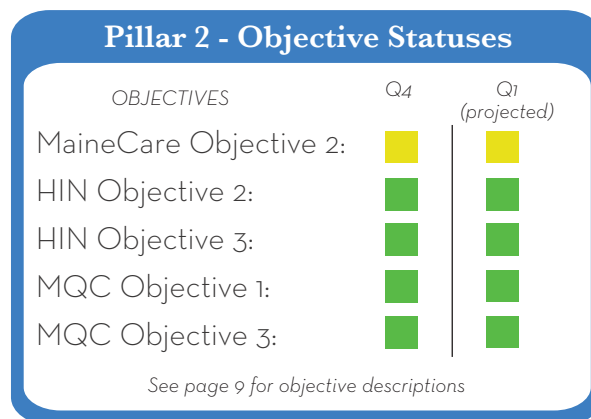 Pillar 2 - Objective Statuses
OBJECTIVES Q4 Q1
(projected)
MaineCare Objective 2:
HIN Objective 2:
HIN Objective 3:
MQC Objective 1:
MQC Objective 3:
See page 9 for objective descriptions